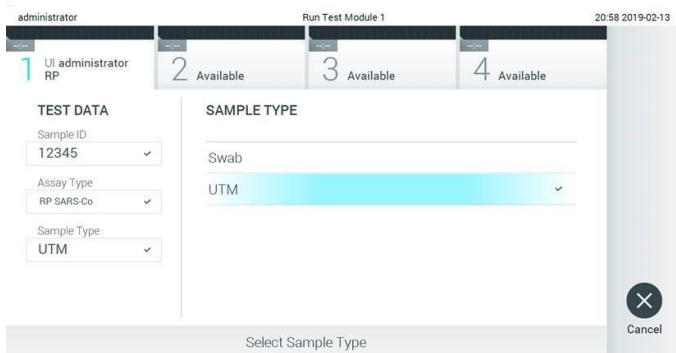 administrator
Run Test Module 1
20:58 2019-02-13
--:--
--:--
--:--
--:--
1 UI administrator
RP
2 Available
3 Available
4 Available
TEST DATA
Sample ID
12345
Assay Type
RP SARS-Co
Sample Type
UTM
SAMPLE TYPE
Swab
UTM
Select Sample Type
Cancel